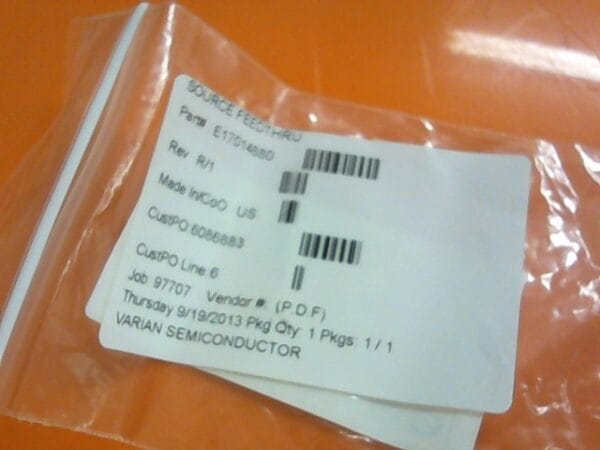 SOURCE FEEDTHRU
Part# E17014880
Rev R/1
Made In/CoO US
CustPO 6086883
CustPO Line 6
Job 97707 Vendor #: (P.D.F)
Thursday 9/19/2013 Pkg Qty: 1 Pkgs: 1 / 1
VARIAN SEMICONDUCTOR